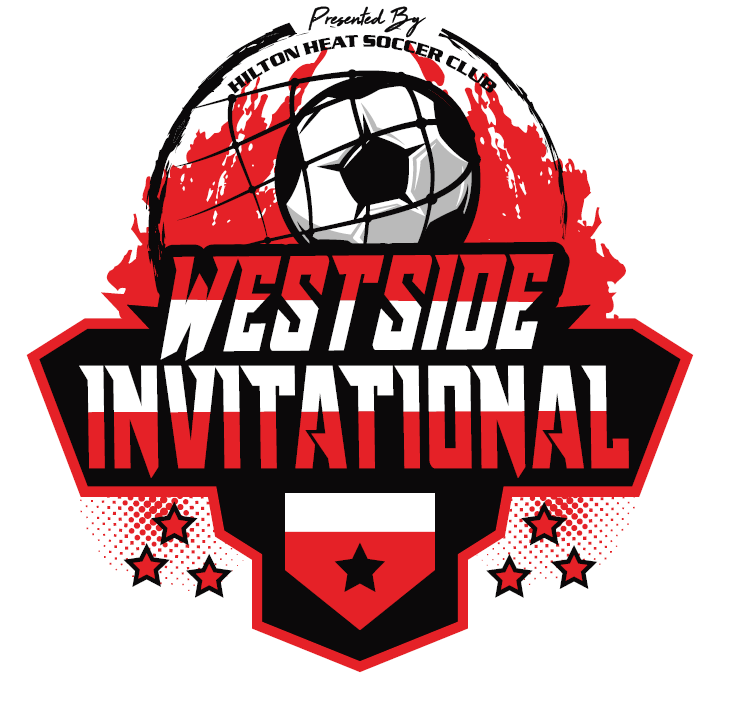 Presented By
HILTON HEAT SOCCER CLUB
WESTSIDE
INVITATIONAL